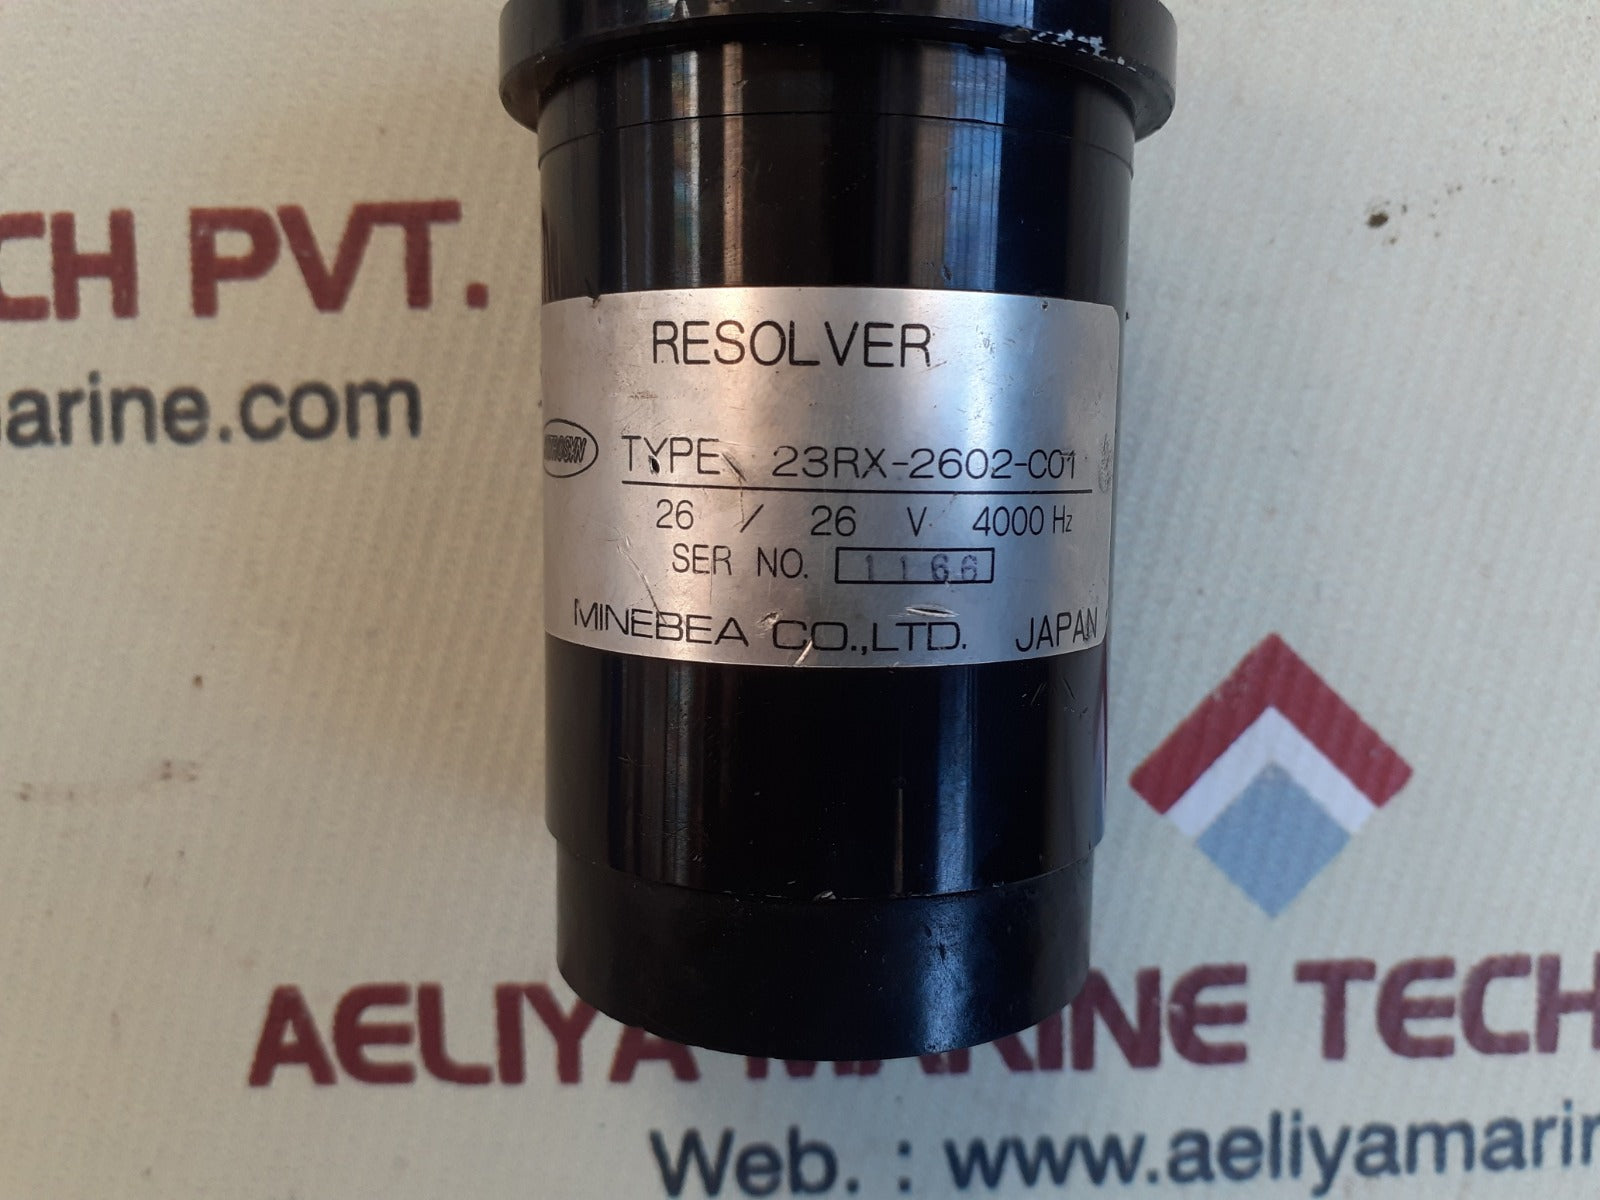 CH PVT.
arine.com
RESOLVER
TYPE 23RX-2602-C01
26 / 26 V 4000 Hz
SER NO. 1166
MINEBEA CO.,LTD. JAPAN
AELIYA MARINE TECH
Web. : www.aeliyamarin